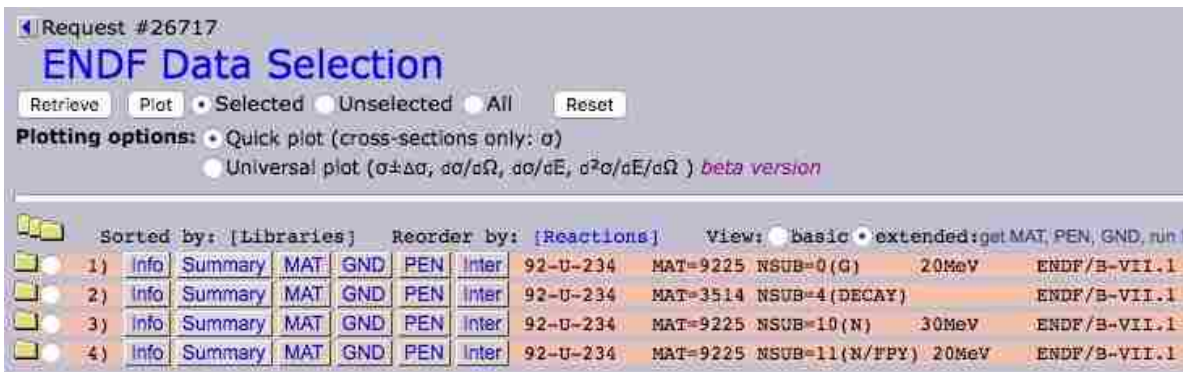 Request #26717
ENDF Data Selection
Retrieve Plot Selected Unselected All Reset
Plotting options: Quick plot (cross-sections only: σ)
Universal plot (σ±Δσ, dσ/dΩ, dσ/dE, d²σ/dE/dΩ ) beta version
Sorted by: [Libraries] Reorder by: [Reactions] View: basic extended: get MAT, PEN, GND, run
1) Info Summary MAT GND PEN Inter 92-U-234 MAT=9225 NSUB=0(G) 20MeV ENDF/B-VII.1
2) Info Summary MAT GND PEN Inter 92-U-234 MAT=3514 NSUB=4(DECAY) ENDF/B-VII.1
3) Info Summary MAT GND PEN Inter 92-U-234 MAT=9225 NSUB=10(N) 30MeV ENDF/B-VII.1
4) Info Summary MAT GND PEN Inter 92-U-234 MAT=9225 NSUB=11(N/FPY) 20MeV ENDF/B-VII.1